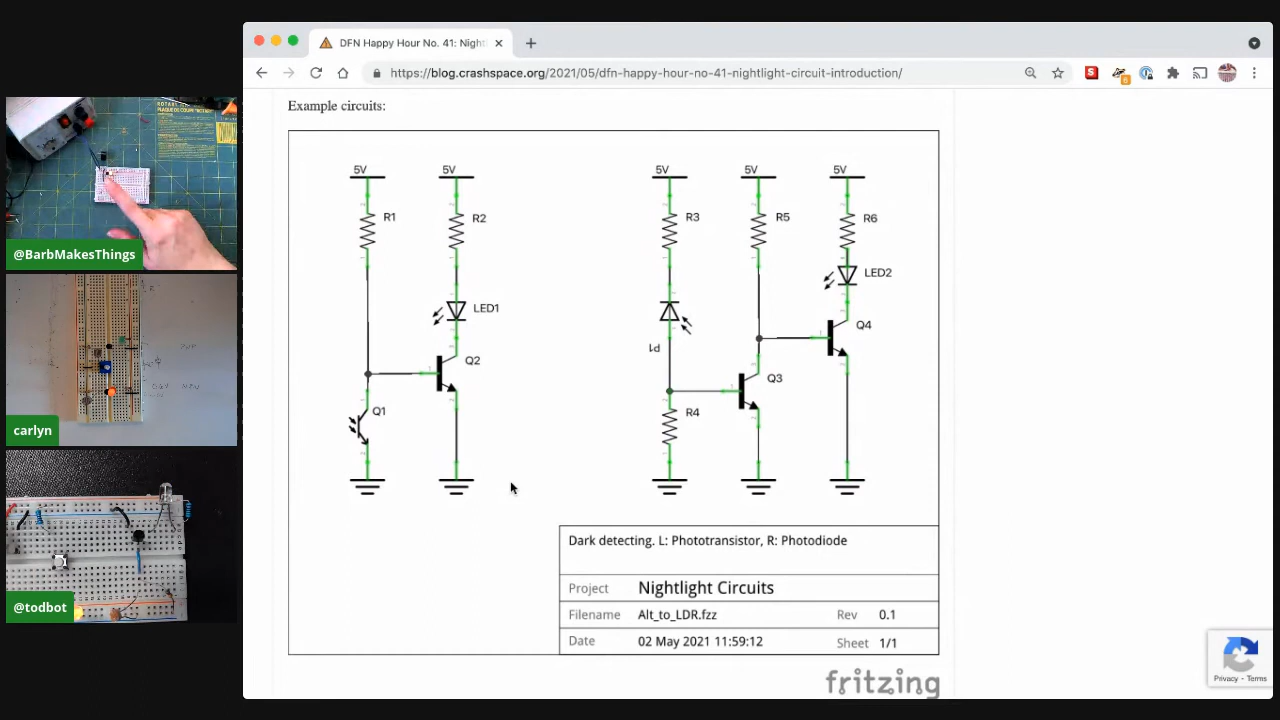 DFN Happy Hour No. 41: Nightl
https://blog.crashspace.org/2021/05/dfn-happy-hour-no-41-nightlight-circuit-introduction/
Example circuits:
5V 5V 5V 5V 5V
R1 R2 R3 R5 R6
LED2
LED1
Q4
P1
Q2
Q3
Q1
R4
Dark detecting. L: Phototransistor, R: Photodiode
Project Nightlight Circuits
Filename Alt_to_LDR.fzz Rev 0.1
Date 02 May 2021 11:59:12 Sheet 1/1
fritzing
Privacy - Terms
@BarbMakesThings
carlyn
@todbot